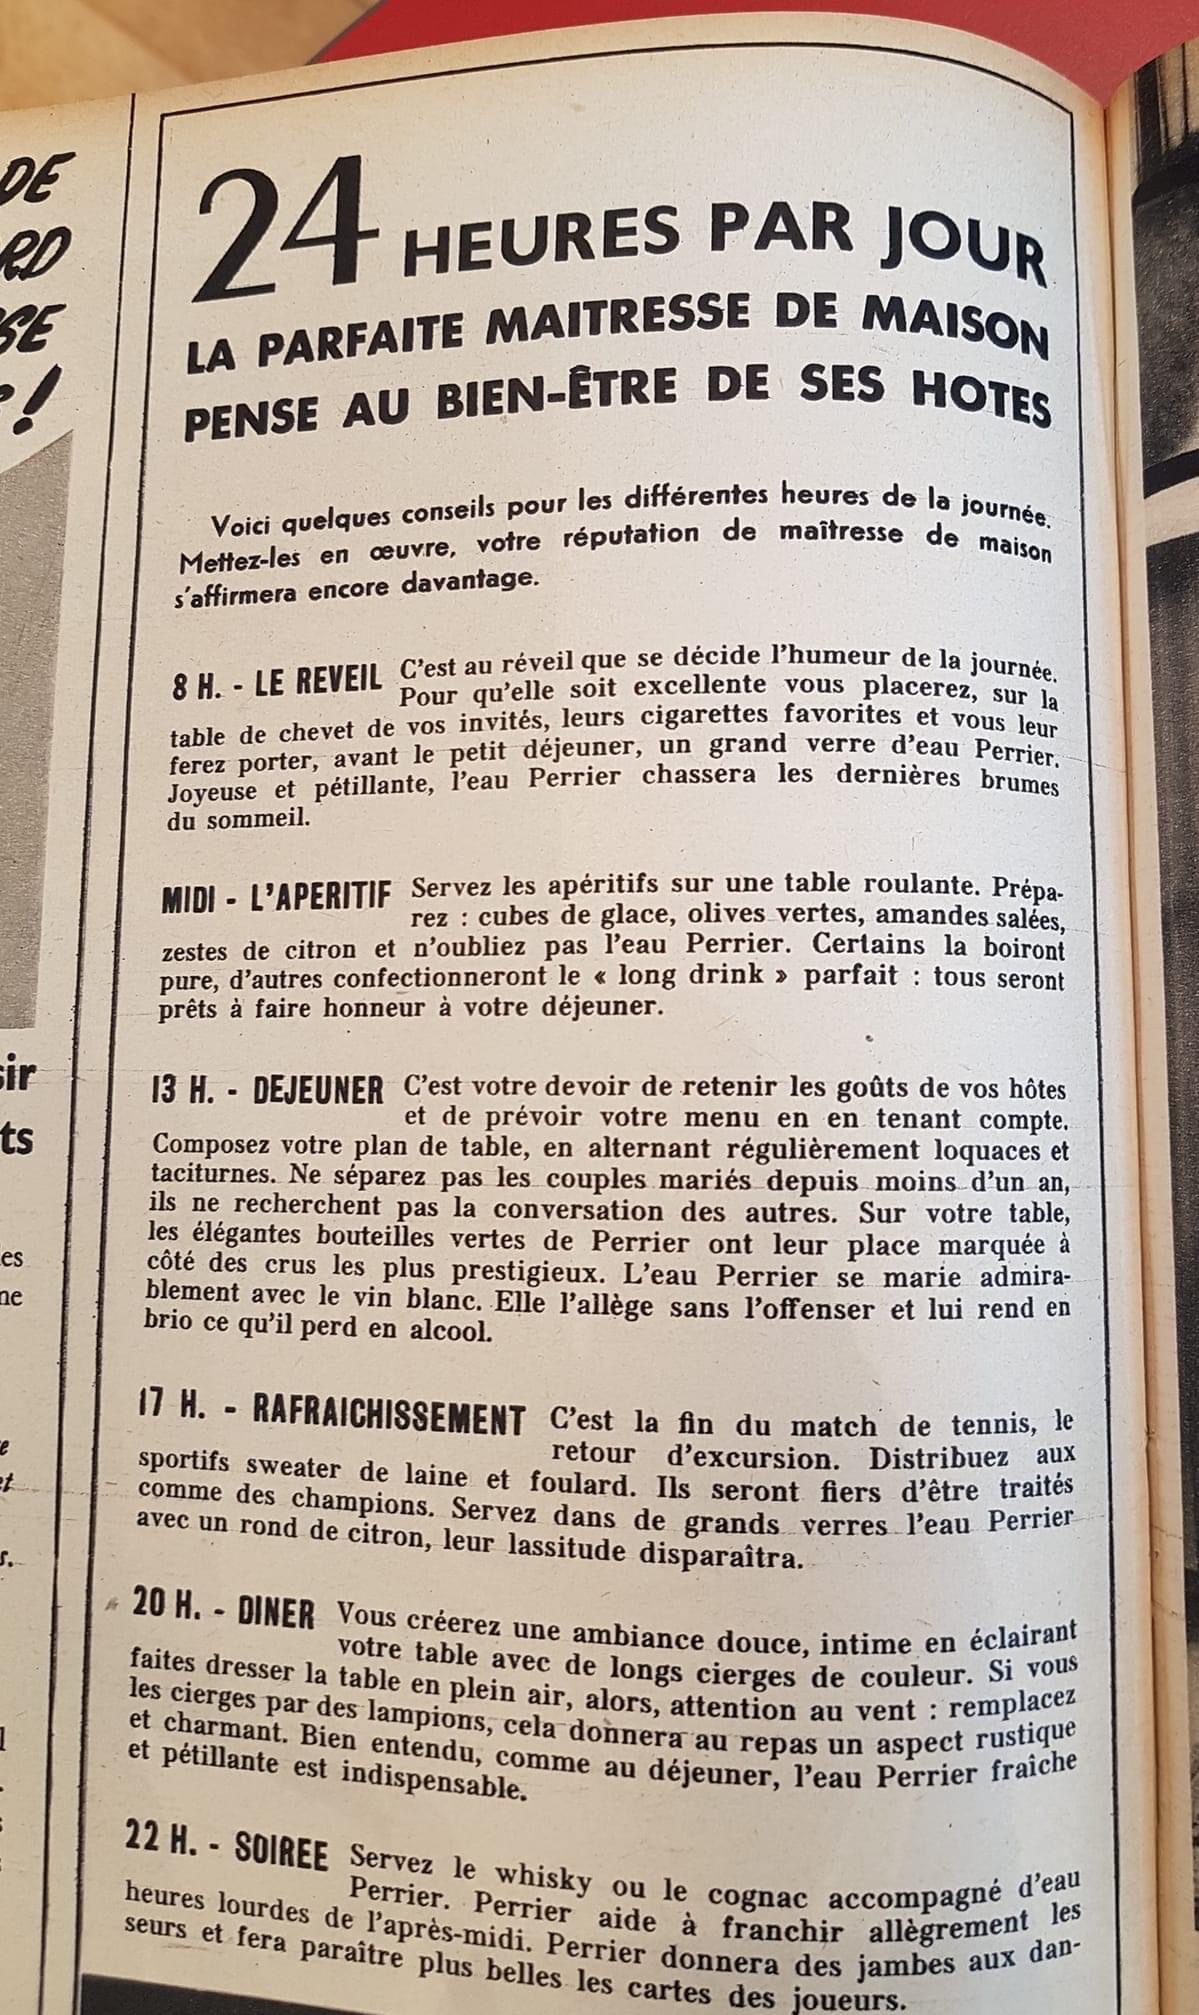 DE
RD
SE
!
24 HEURES PAR JOUR
LA PARFAITE MAITRESSE DE MAISON
PENSE AU BIEN-ÊTRE DE SES HOTES
Voici quelques conseils pour les différentes heures de la journée.
Mettez-les en œuvre, votre réputation de maîtresse de maison
s'affirmera encore davantage.
8 H. - LE REVEIL C'est au réveil que se décide l'humeur de la journée.
Pour qu'elle soit excellente vous placerez, sur la
table de chevet de vos invités, leurs cigarettes favorites et vous leur
ferez porter, avant le petit déjeuner, un grand verre d'eau Perrier.
Joyeuse et pétillante, l'eau Perrier chassera les dernières brumes
du sommeil.
MIDI - L'APERITIF Servez les apéritifs sur une table roulante. Prépa-
rez : cubes de glace, olives vertes, amandes salées,
zestes de citron et n'oubliez pas l'eau Perrier. Certains la boiront
pure, d'autres confectionneront le « long drink » parfait : tous seront
prêts à faire honneur à votre déjeuner.
13 H. - DEJEUNER C'est votre devoir de retenir les goûts de vos hôtes
et de prévoir votre menu en en tenant compte.
Composez votre plan de table, en alternant régulièrement loquaces et
taciturnes. Ne séparez pas les couples mariés depuis moins d'un an,
ils ne recherchent pas la conversation des autres. Sur votre table,
les élégantes bouteilles vertes de Perrier ont leur place marquée à
côté des crus les plus prestigieux. L'eau Perrier se marie admira-
blement avec le vin blanc. Elle l'allège sans l'offenser et lui rend en
brio ce qu'il perd en alcool.
17 H. - RAFRAICHISSEMENT C'est la fin du match de tennis, le
retour d'excursion. Distribuez aux
sportifs sweater de laine et foulard. Ils seront fiers d'être traités
comme des champions. Servez dans de grands verres l'eau Perrier
avec un rond de citron, leur lassitude disparaîtra.
20 H. - DINER Vous créerez une ambiance douce, intime en éclairant
votre table avec de longs cierges de couleur. Si vous
faites dresser la table en plein air, alors, attention au vent : remplacez
les cierges par des lampions, cela donnera au repas un aspect rustique
et charmant. Bien entendu, comme au déjeuner, l'eau Perrier fraîche
et pétillante est indispensable.
22 H. - SOIREE Servez le whisky ou le cognac accompagné d'eau
Perrier. Perrier aide à franchir allègrement les
heures lourdes de l'après-midi. Perrier donnera des jambes aux dan-
seurs et fera paraître plus belles les cartes des joueurs.